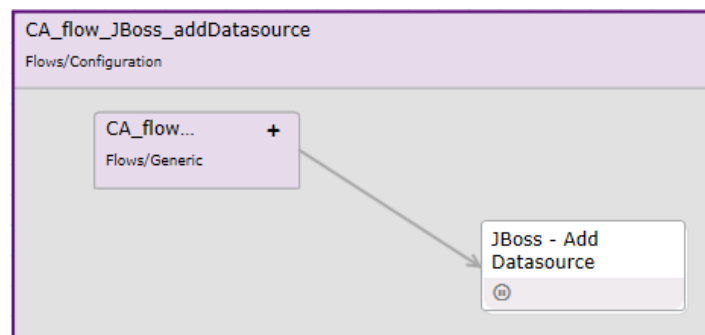 CA_flow_JBoss_addDatasource
Flows/Configuration
CA_flow... +
Flows/Generic
JBoss - Add
Datasource